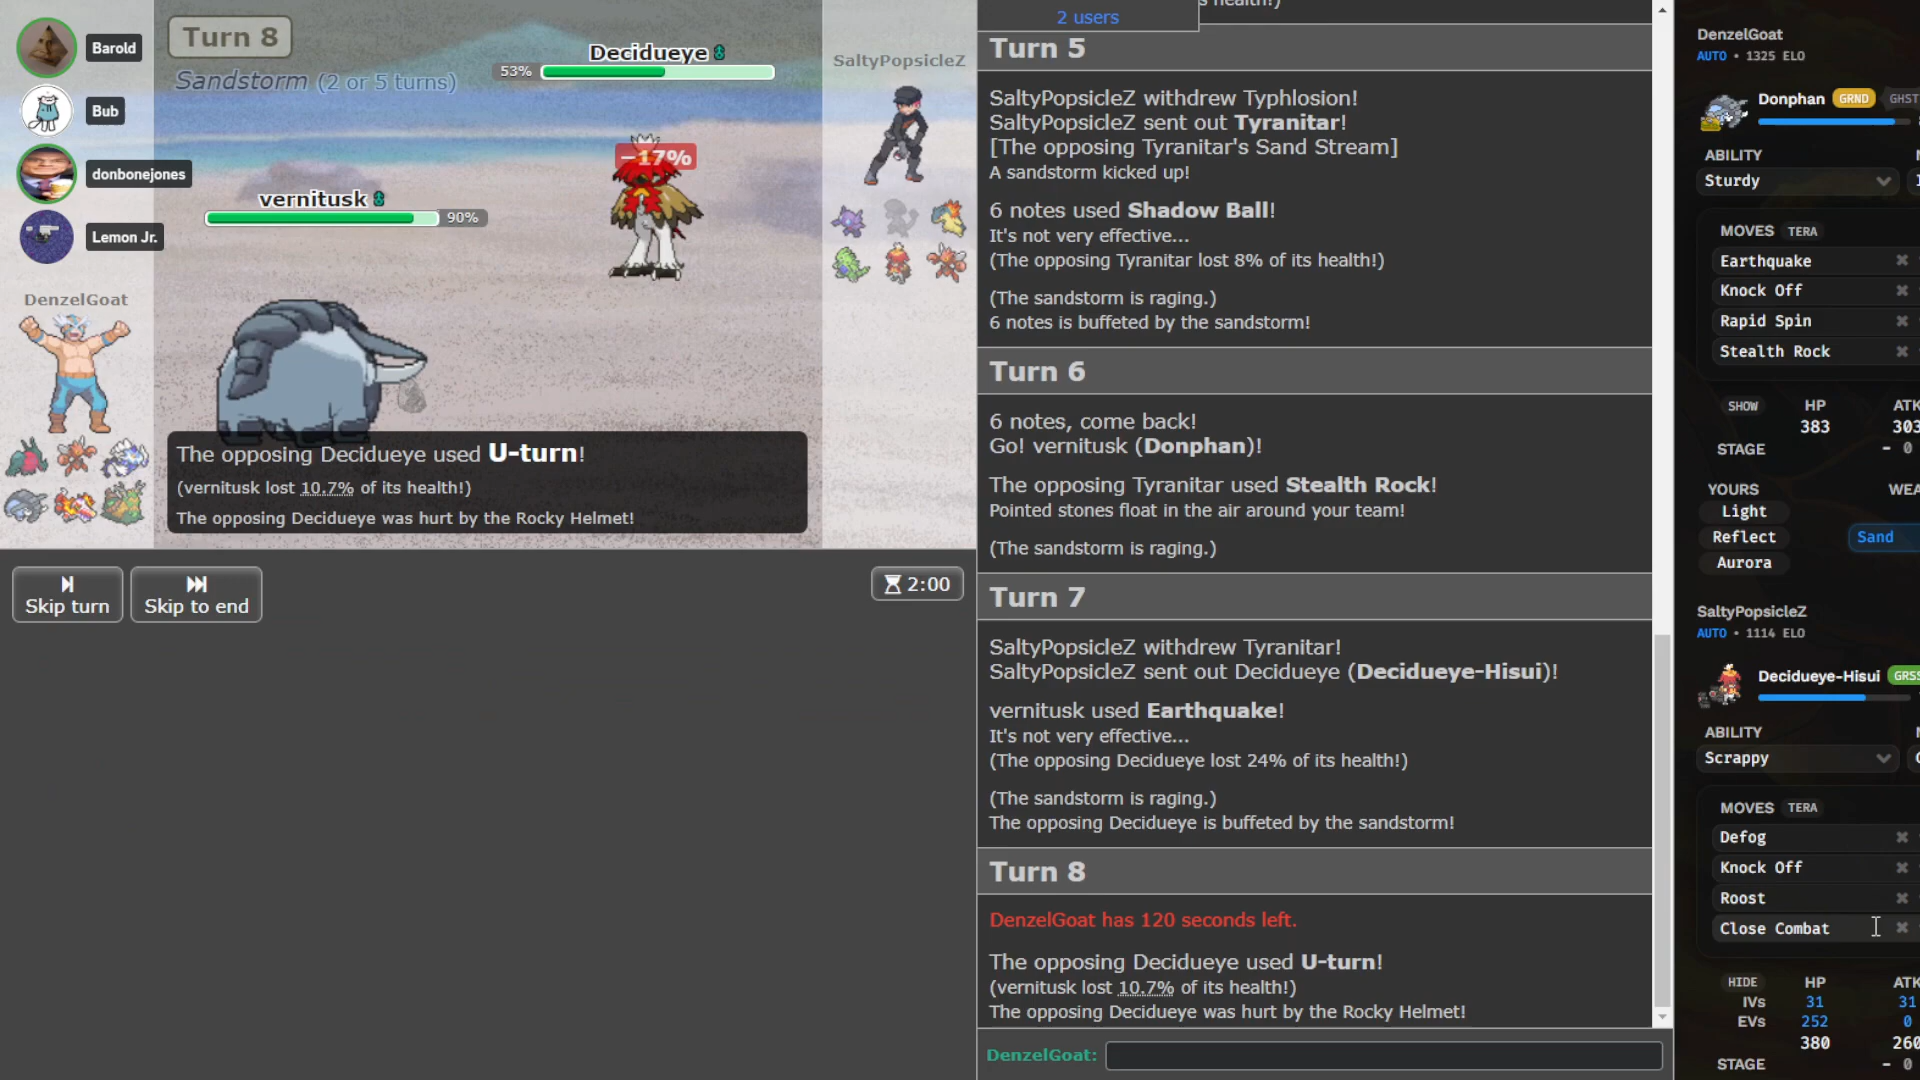 Barold
Bub
donbonejones
Lemon Jr.
DenzelGoat
Turn 8
Sandstorm (2 or 5 turns)
Decidueye
53%
−17%
vernitusk
90%
SaltyPopsicleZ
The opposing Decidueye used U-turn!
(vernitusk lost 10.7% of its health!)
The opposing Decidueye was hurt by the Rocky Helmet!
Skip turn
Skip to end
2:00
2 users
s health!)
Turn 5
SaltyPopsicleZ withdrew Typhlosion!
SaltyPopsicleZ sent out Tyranitar!
[The opposing Tyranitar's Sand Stream]
A sandstorm kicked up!
6 notes used Shadow Ball!
It's not very effective...
(The opposing Tyranitar lost 8% of its health!)
(The sandstorm is raging.)
6 notes is buffeted by the sandstorm!
Turn 6
6 notes, come back!
Go! vernitusk (Donphan)!
The opposing Tyranitar used Stealth Rock!
Pointed stones float in the air around your team!
(The sandstorm is raging.)
Turn 7
SaltyPopsicleZ withdrew Tyranitar!
SaltyPopsicleZ sent out Decidueye (Decidueye-Hisui)!
vernitusk used Earthquake!
It's not very effective...
(The opposing Decidueye lost 24% of its health!)
(The sandstorm is raging.)
The opposing Decidueye is buffeted by the sandstorm!
Turn 8
DenzelGoat has 120 seconds left.
The opposing Decidueye used U-turn!
(vernitusk lost 10.7% of its health!)
The opposing Decidueye was hurt by the Rocky Helmet!
DenzelGoat:
DenzelGoat
AUTO • 1325 ELO
Donphan GRND GHST
ABILITY
Sturdy
MOVES TERA
Earthquake
Knock Off
Rapid Spin
Stealth Rock
SHOW HP ATK
383 303
STAGE - 0
YOURS WEA
Light
Reflect Sand
Aurora
SaltyPopsicleZ
AUTO • 1114 ELO
Decidueye-Hisui GRSS
ABILITY
Scrappy
MOVES TERA
Defog
Knock Off
Roost
Close Combat
HIDE HP ATK
IVs 31 31
EVs 252 0
380 260
STAGE - 0